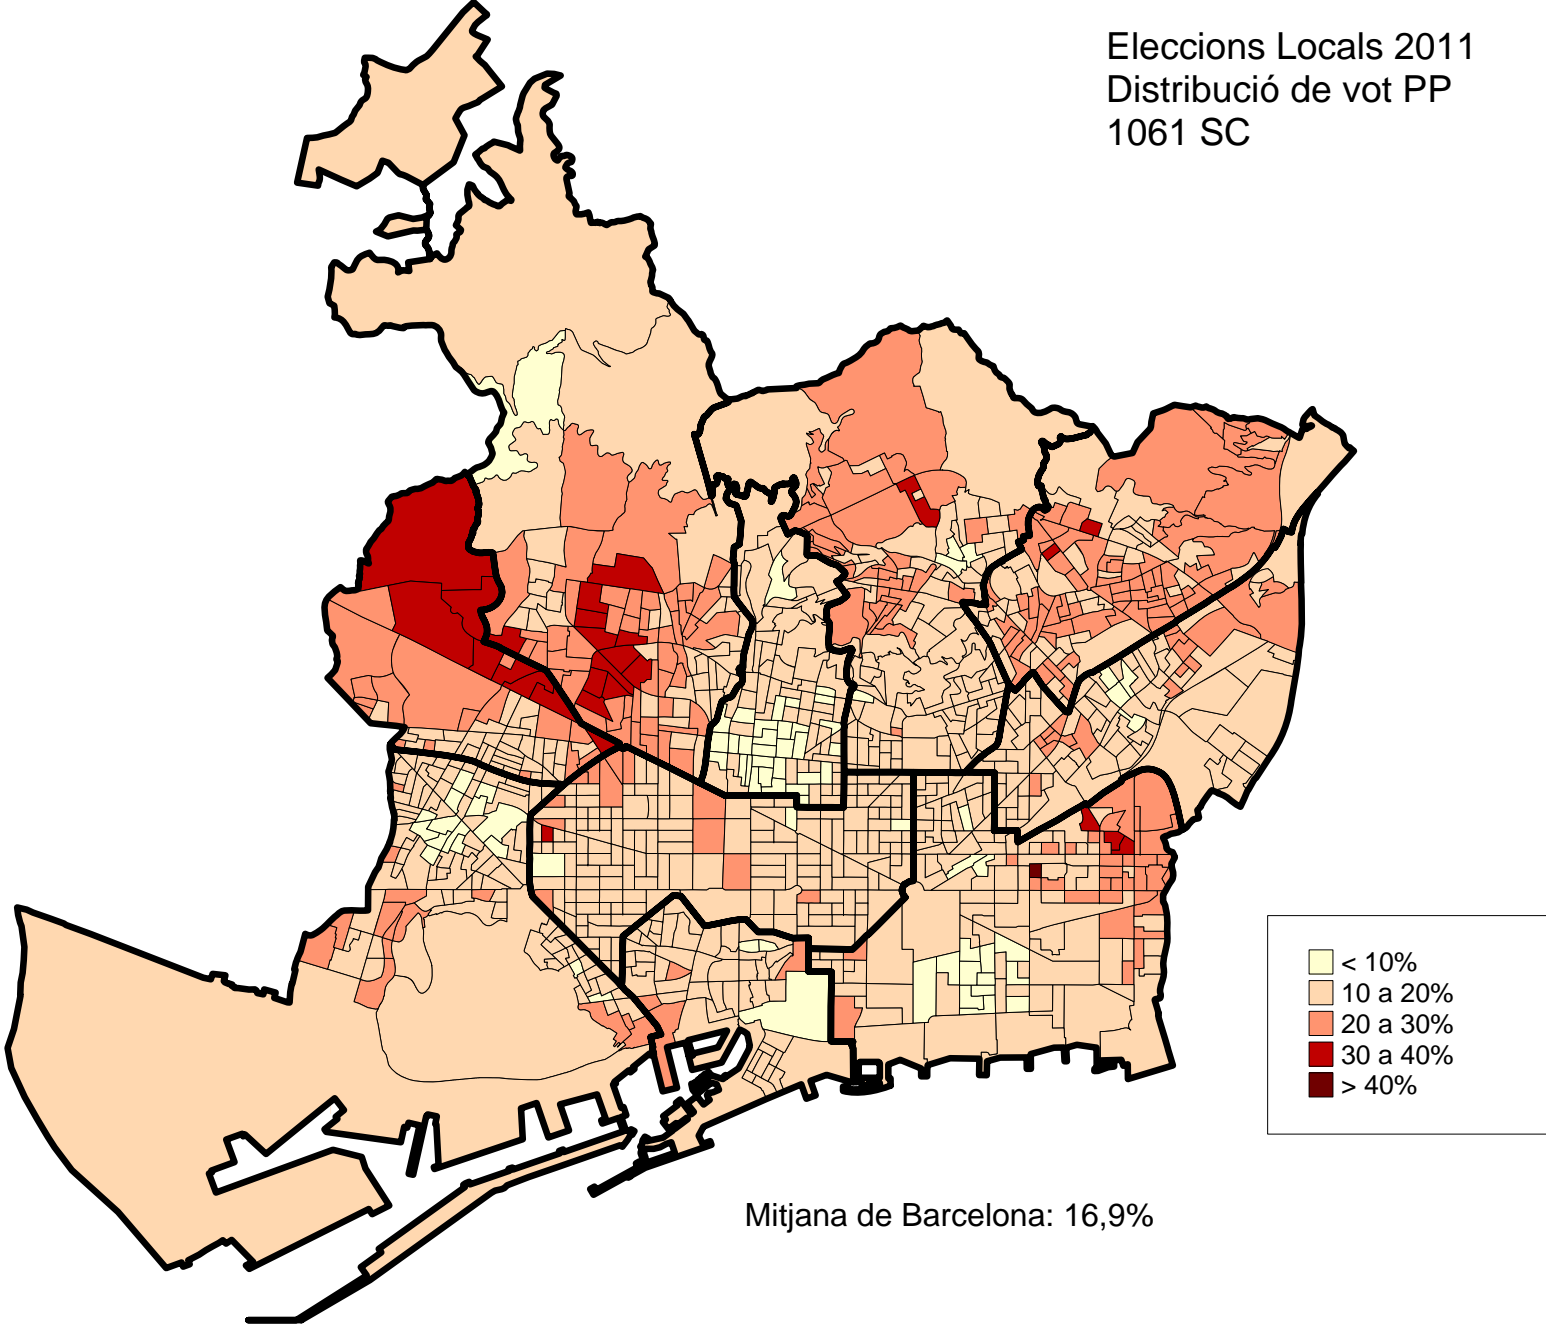 Eleccions Locals 2011
Distribució de vot PP
1061 SC
< 10%
10 a 20%
20 a 30%
30 a 40%
> 40%
Mitjana de Barcelona: 16,9%